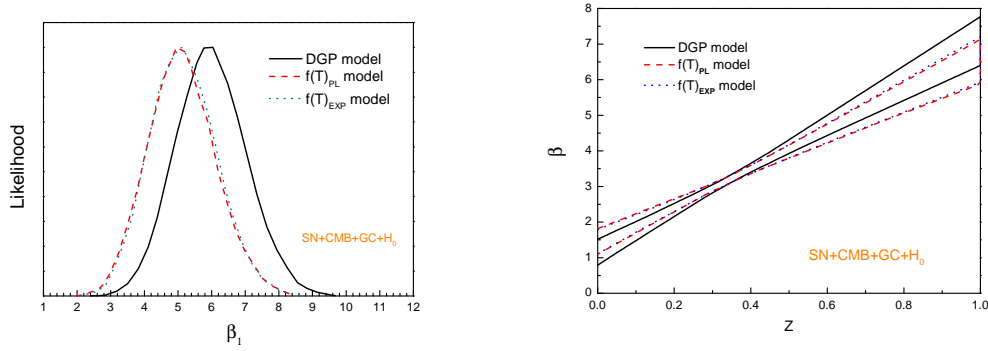 Likelihood
DGP model
f(T)PL model
f(T)EXP model
SN+CMB+GC+H0
1 2 3 4 5 6 7 8 9 10 11 12
β1
8
7
6
5
4
3
2
1
0
β
DGP model
f(T)PL model
f(T)EXP model
SN+CMB+GC+H0
0.0 0.2 0.4 0.6 0.8 1.0
Z